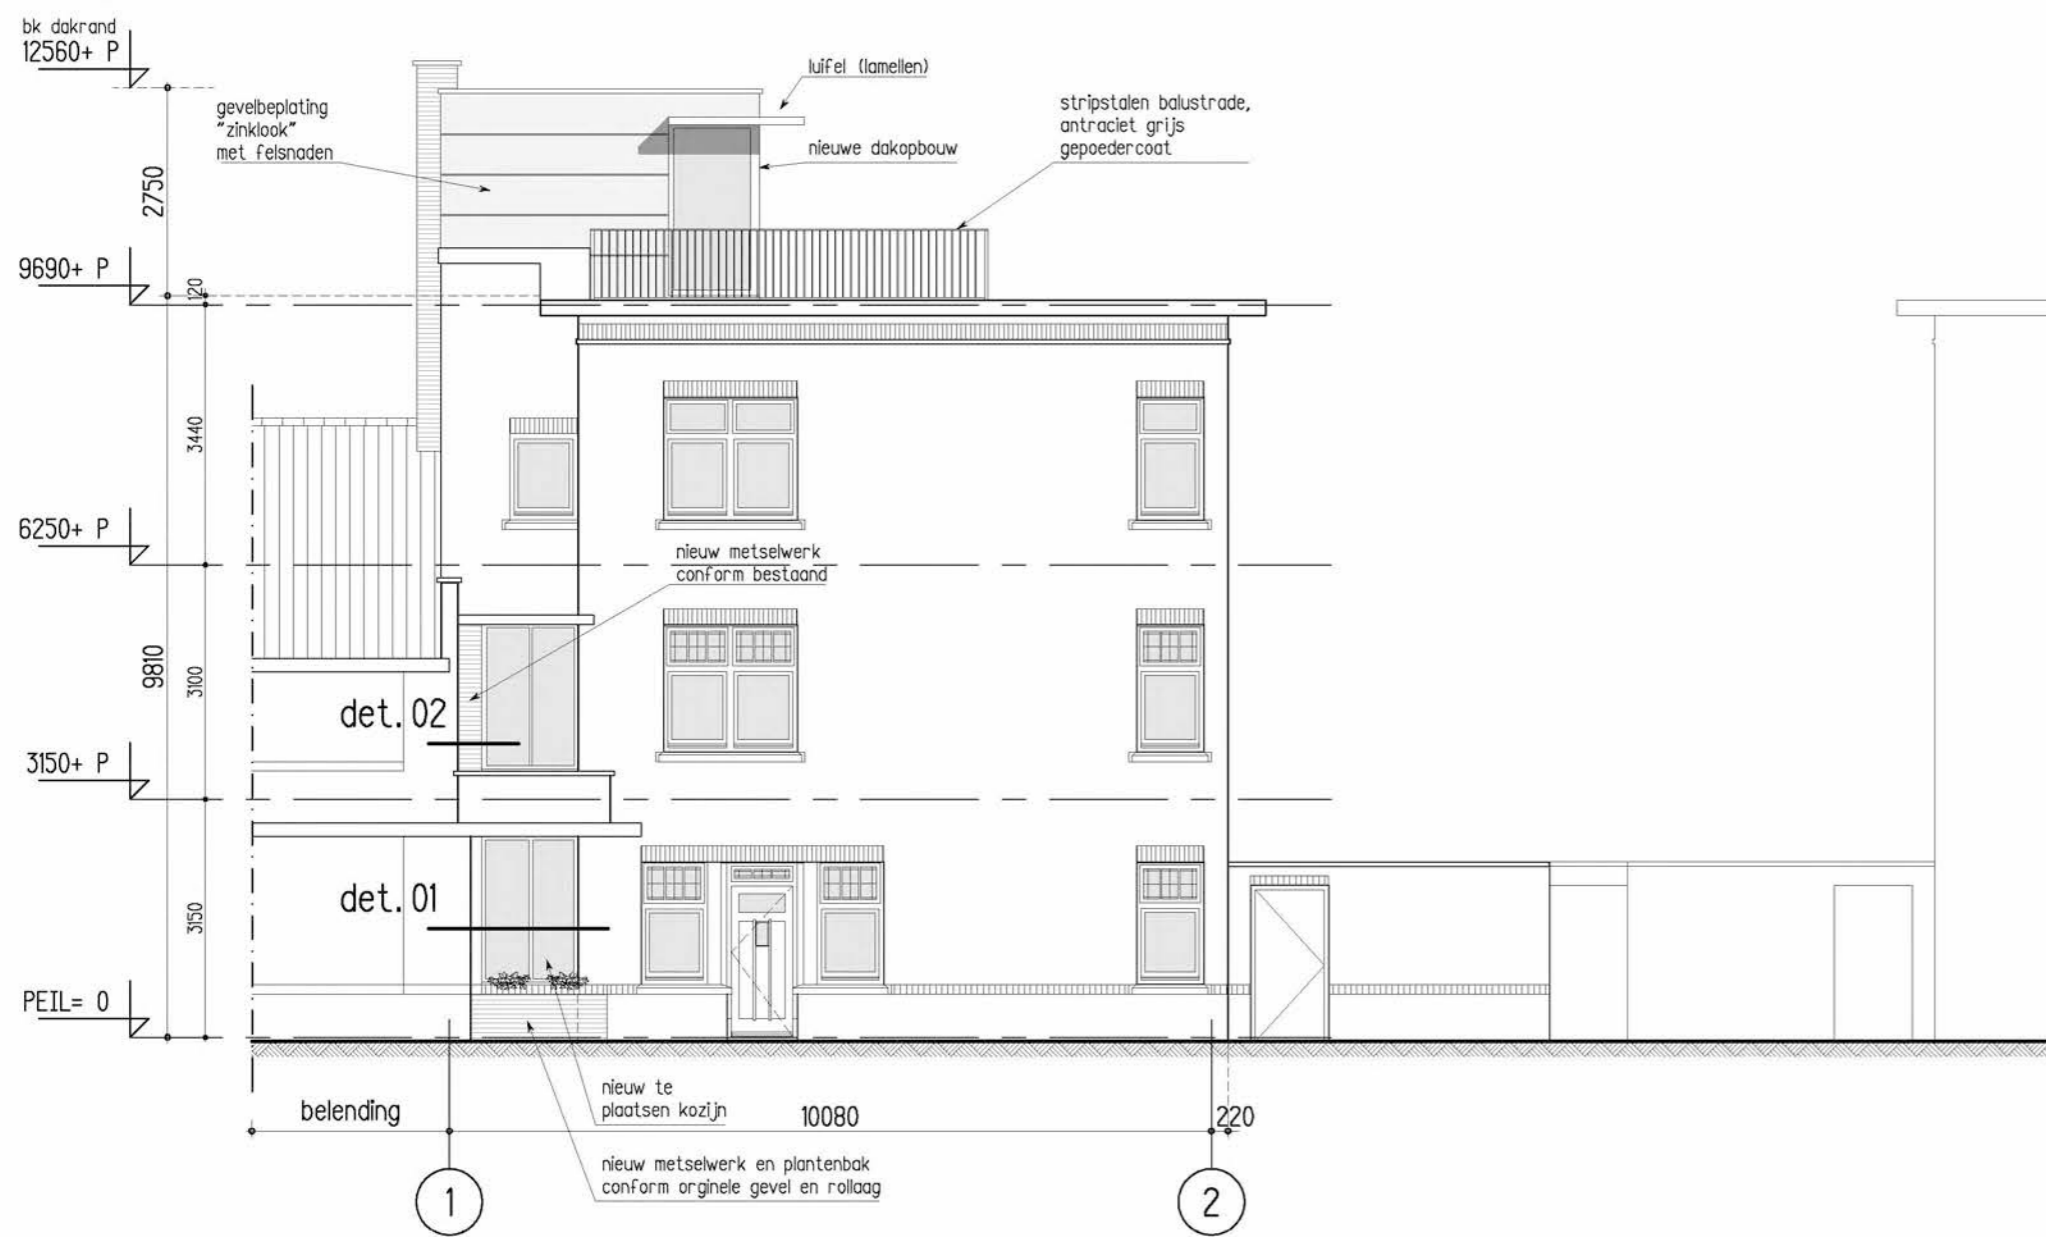 bk dakrand
12560+ P
luifel (lamellen)
gevelbeplating
"zinklook"
met felsnaden
stripstalen balustrade,
antraciet grijs
gepoedercoat
nieuwe dakopbouw
2750
9690+ P
120
3440
6250+ P
nieuw metselwerk
conform bestaand
9810
3100
det. 02
3150+ P
det. 01
3150
PEIL= 0
nieuw te
plaatsen kozijn
belending
10080
220
nieuw metselwerk en plantenbak
conform orginele gevel en rollaag
1
2